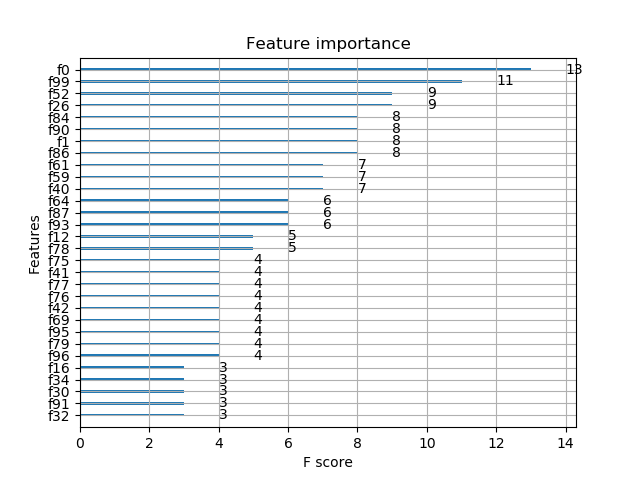 Feature importance
f0 13
f99 11
f52 9
f26 9
f84 8
f90 8
f1 8
f86 8
f61 7
f59 7
f40 7
f64 6
f87 6
f93 6
f12 5
f78 5
f75 4
f41 4
f77 4
f76 4
f42 4
f69 4
f95 4
f79 4
f96 4
f16 3
f34 3
f30 3
f91 3
f32 3
Features
0 2 4 6 8 10 12 14
F score